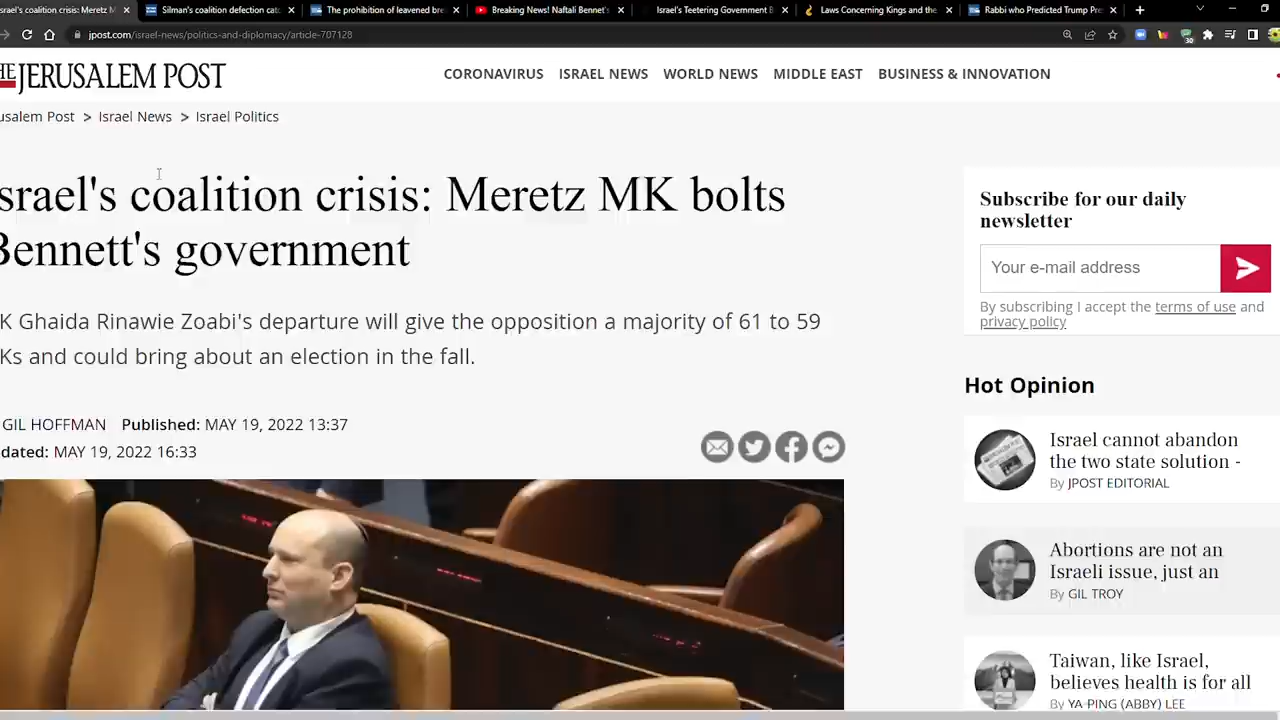 srael's coalition crisis: Meretz M
Silman's coalition defection catc
The prohibition of leavened bre
Breaking News! Naftali Bennet's
Israel's Teetering Government B
Laws Concerning Kings and the
Rabbi who Predicted Trump Pre
jpost.com/israel-news/politics-and-diplomacy/article-707128
HE JERUSALEM POST
CORONAVIRUS ISRAEL NEWS WORLD NEWS MIDDLE EAST BUSINESS & INNOVATION
usalem Post > Israel News > Israel Politics
srael's coalition crisis: Meretz MK bolts
Bennett's government
K Ghaida Rinawie Zoabi's departure will give the opposition a majority of 61 to 59
Ks and could bring about an election in the fall.
GIL HOFFMAN Published: MAY 19, 2022 13:37
dated: MAY 19, 2022 16:33
Subscribe for our daily
newsletter
Your e-mail address
By subscribing I accept the terms of use and
privacy policy
Hot Opinion
Israel cannot abandon
the two state solution -
By JPOST EDITORIAL
Abortions are not an
Israeli issue, just an
By GIL TROY
Taiwan, like Israel,
believes health is for all
By YA-PING (ABBY) LEE